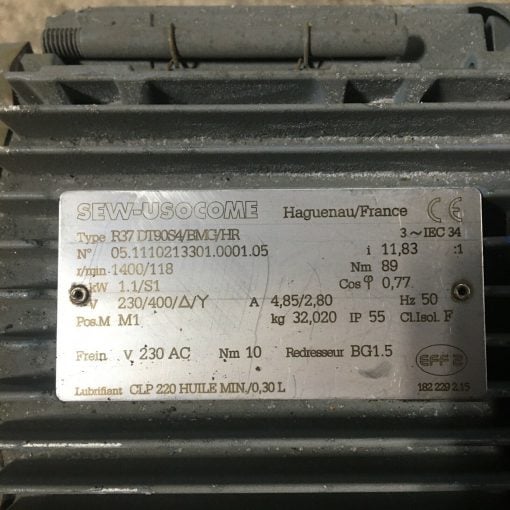 SEW-USOCOME Haguenau/France CE
Type R37 DT90S4/BMG/HR 3~IEC 34
N° 05.1110213301.0001.05 i 11,83 :1
r/min 1400/118 Nm 89
kW 1.1/S1 Cos φ 0,77
V 230/400/Δ/Y A 4,85/2,80 Hz 50
Pos.M M1 kg 32,020 IP 55 Cl.Isol. F
Frein V 230 AC Nm 10 Redresseur BG1.5 EFF 2
Lubrifiant CLP 220 HUILE MIN./0,30 L 182 229 2.15